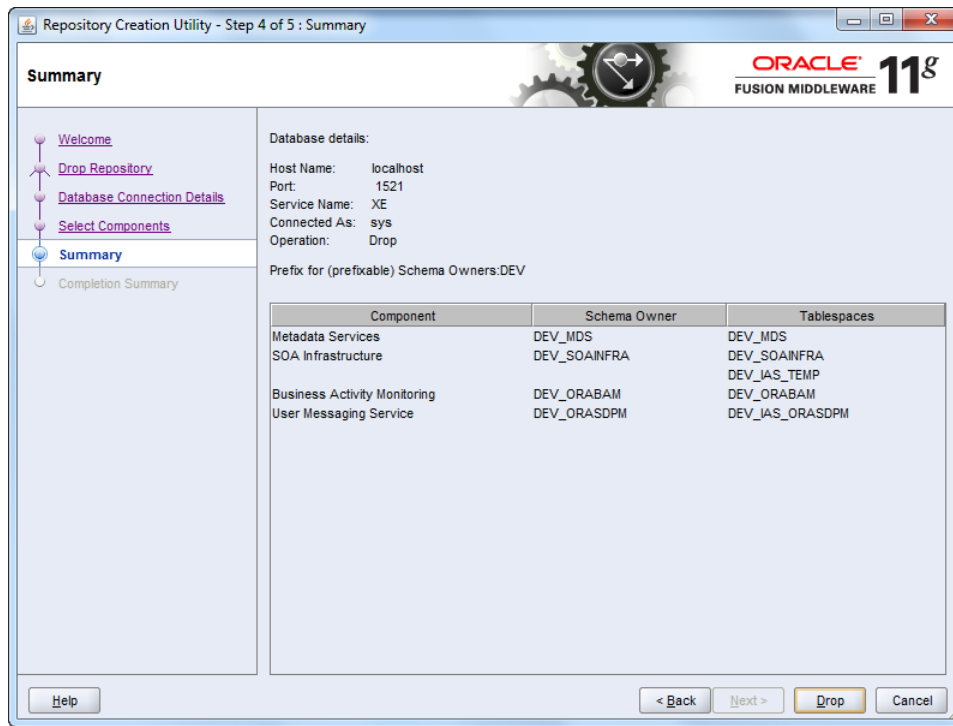 Repository Creation Utility - Step 4 of 5 : Summary
Summary
ORACLE
FUSION MIDDLEWARE
11g
Welcome
Drop Repository
Database Connection Details
Select Components
Summary
Completion Summary
Database details:
Host Name: localhost
Port: 1521
Service Name: XE
Connected As: sys
Operation: Drop
Prefix for (prefixable) Schema Owners:DEV
Component Schema Owner Tablespaces
Metadata Services DEV_MDS DEV_MDS
SOA Infrastructure DEV_SOAINFRA DEV_SOAINFRA
DEV_IAS_TEMP
Business Activity Monitoring DEV_ORABAM DEV_ORABAM
User Messaging Service DEV_ORASDPM DEV_IAS_ORASDPM
Help < Back Next > Drop Cancel